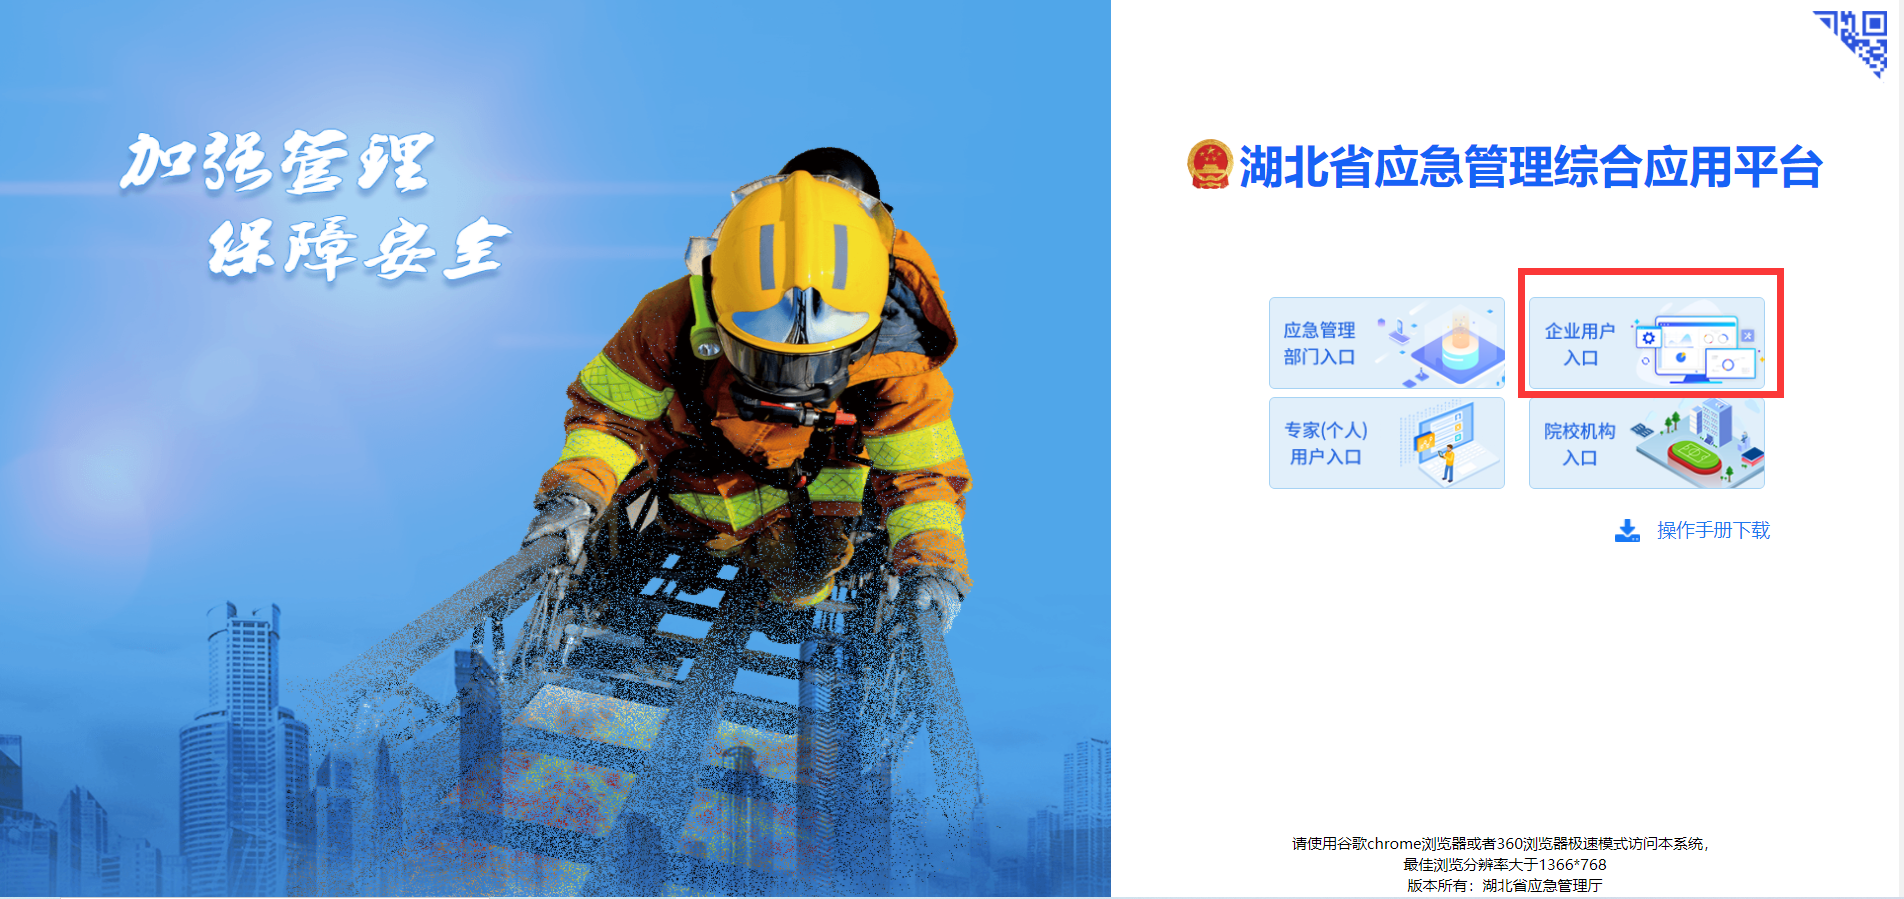 加强管理
保障安全
湖北省应急管理综合应用平台
应急管理
部门入口
企业用户
入口
专家(个人)
用户入口
院校机构
入口
操作手册下载
请使用谷歌chrome浏览器或者360浏览器极速模式访问本系统，
最佳浏览分辨率大于1366*768
版本所有：湖北省应急管理厅